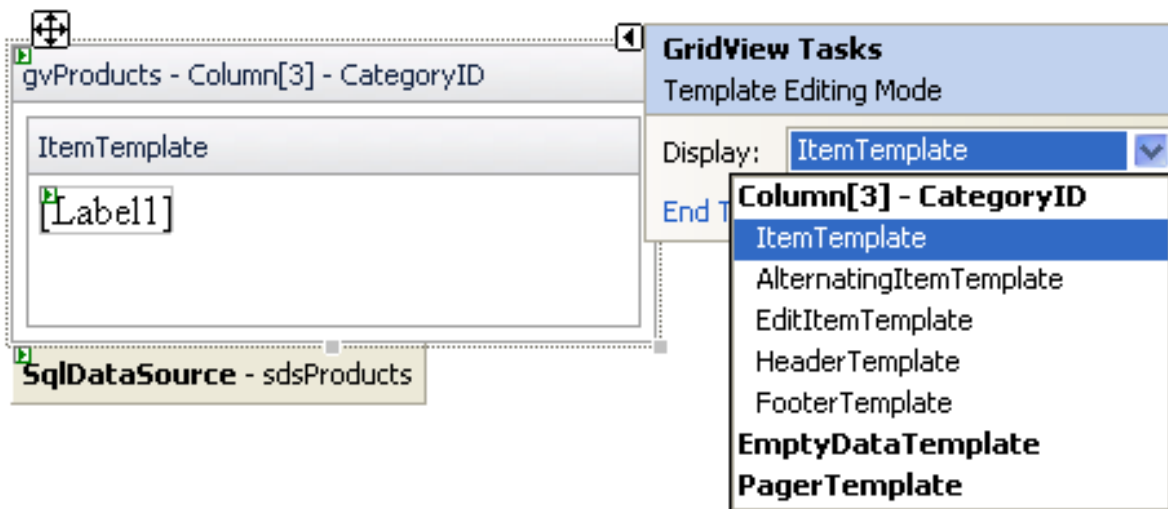 gvProducts - Column[3] - CategoryID
ItemTemplate
[Label1]
SqlDataSource - sdsProducts
GridView Tasks
Template Editing Mode
Display: ItemTemplate
End
Column[3] - CategoryID
ItemTemplate
AlternatingItemTemplate
EditItemTemplate
HeaderTemplate
FooterTemplate
EmptyDataTemplate
PagerTemplate